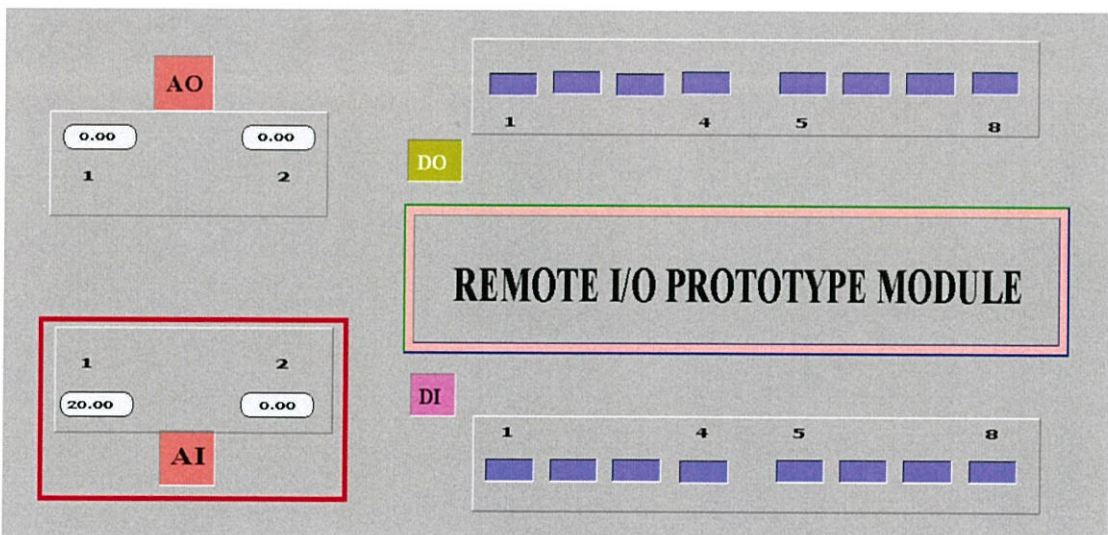 AO
0.00 0.00
1 2
1 4 5 8
DO
REMOTE I/O PROTOTYPE MODULE
1 2
20.00 0.00
AI
DI
1 4 5 8